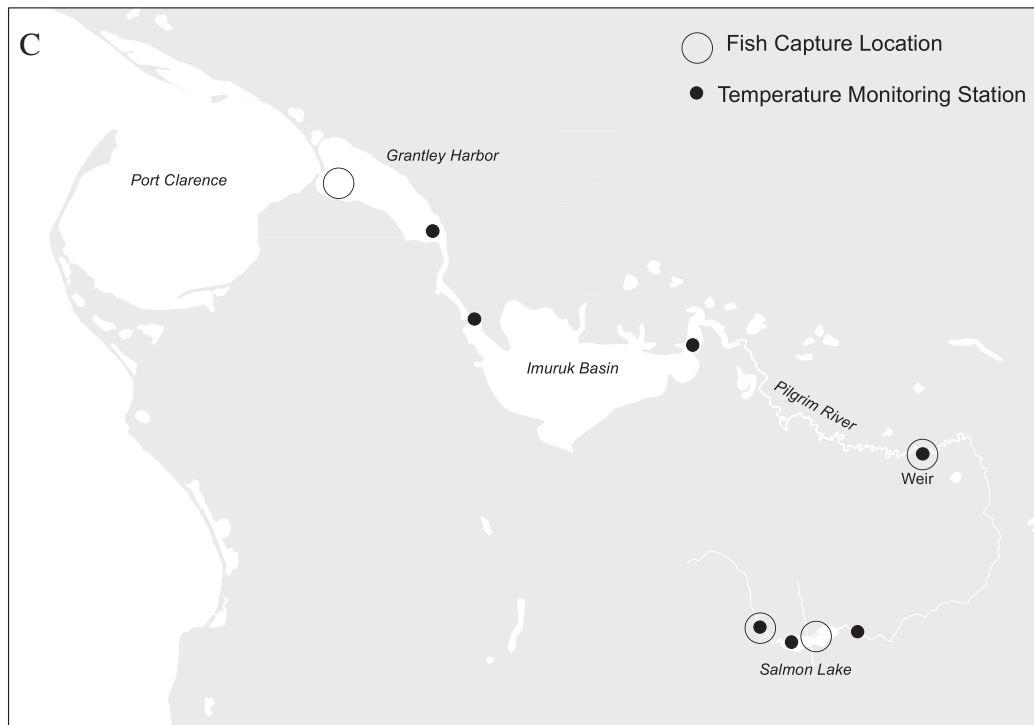 C
Fish Capture Location
Temperature Monitoring Station
Grantley Harbor
Port Clarence
Imuruk Basin
Pilgrim River
Weir
Salmon Lake